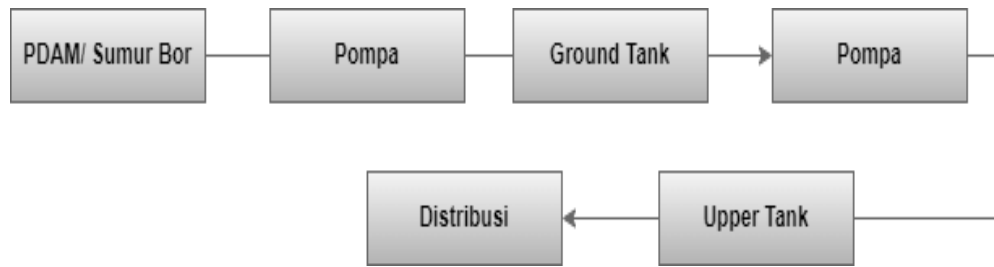 PDAM/ Sumur Bor
Pompa
Ground Tank
Pompa
Distribusi
Upper Tank